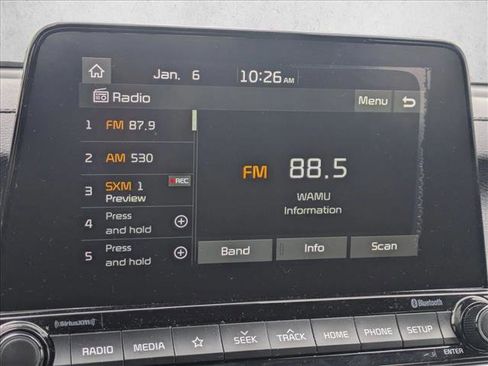 Jan. 6 10:26 AM
Radio
Menu
1 FM 87.9
2 AM 530
3 SXM 1 REC
Preview
4 Press
and hold
5 Press
and hold
FM 88.5
WAMU
Information
Band Info Scan
SiriusXM
Bluetooth
RADIO MEDIA SEEK TRACK HOME PHONE SETUP
ENTER